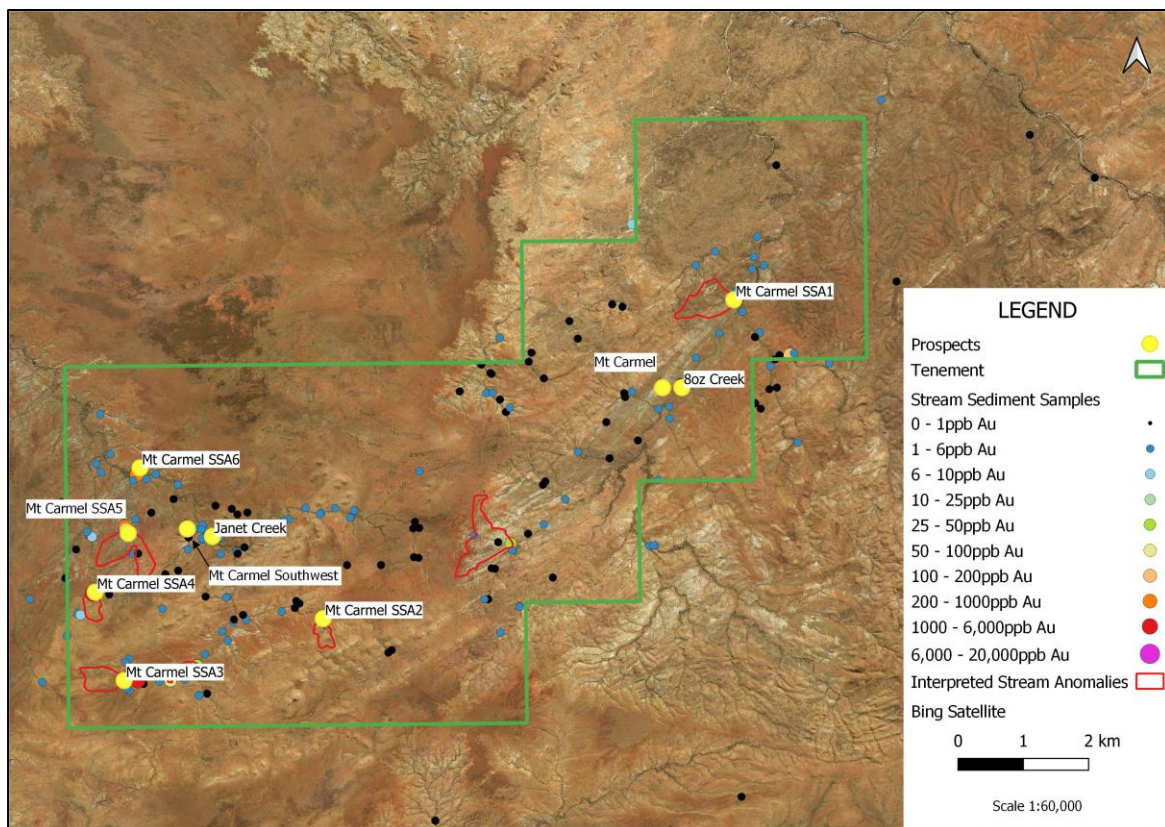 Mt Carmel SSA1
Mt Carmel
8oz Creek
Mt Carmel SSA6
Mt Carmel SSA5
Janet Creek
Mt Carmel Southwest
Mt Carmel SSA4
Mt Carmel SSA2
Mt Carmel SSA3
LEGEND
Prospects
Tenement
Stream Sediment Samples
0 - 1ppb Au
1 - 6ppb Au
6 - 10ppb Au
10 - 25ppb Au
25 - 50ppb Au
50 - 100ppb Au
100 - 200ppb Au
200 - 1000ppb Au
1000 - 6,000ppb Au
6,000 - 20,000ppb Au
Interpreted Stream Anomalies
Bing Satellite
0 1 2 km
Scale 1:60,000